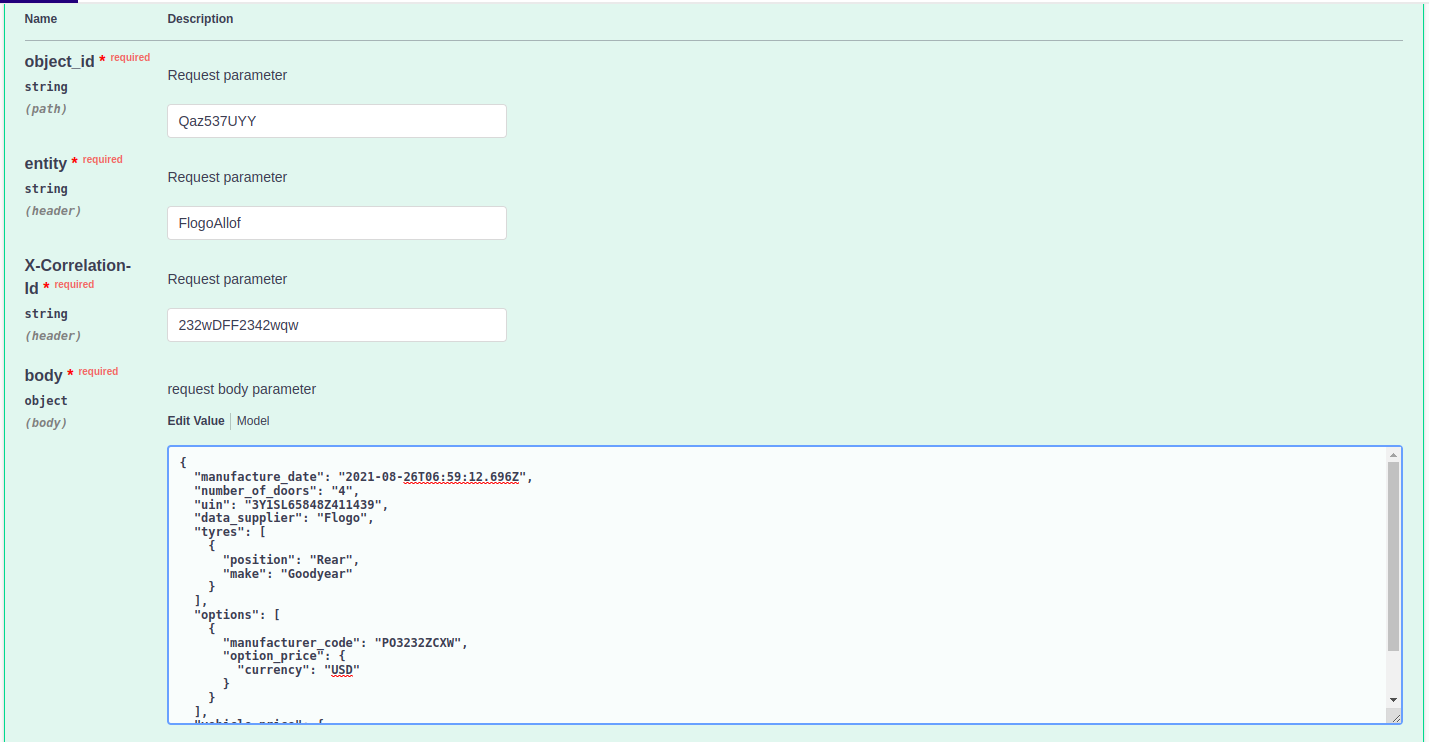 Name Description
object_id * required
string
(path)
Request parameter
Qaz537UYY
entity * required
string
(header)
Request parameter
FlogoAllof
X-Correlation-
Id * required
string
(header)
Request parameter
232wDFF2342wqw
body * required
object
(body)
request body parameter
Edit Value | Model
{
  "manufacture_date": "2021-08-26T06:59:12.696Z",
  "number_of_doors": "4",
  "uin": "3Y1SL65848Z411439",
  "data_supplier": "Flogo",
  "tyres": [
    {
      "position": "Rear",
      "make": "Goodyear"
    }
  ],
  "options": [
    {
      "manufacturer_code": "PO3232ZCXW",
      "option_price": {
        "currency": "USD"
      }
    }
  ],
  "vehicle_price": {